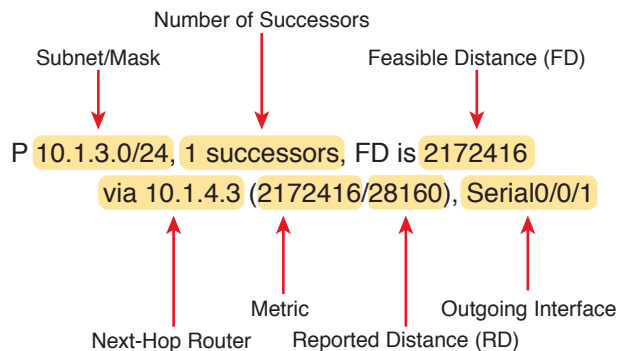 Number of Successors
Subnet/Mask
Feasible Distance (FD)
P 10.1.3.0/24, 1 successors, FD is 2172416
via 10.1.4.3 (2172416/28160), Serial0/0/1
Metric
Outgoing Interface
Next-Hop Router
Reported Distance (RD)